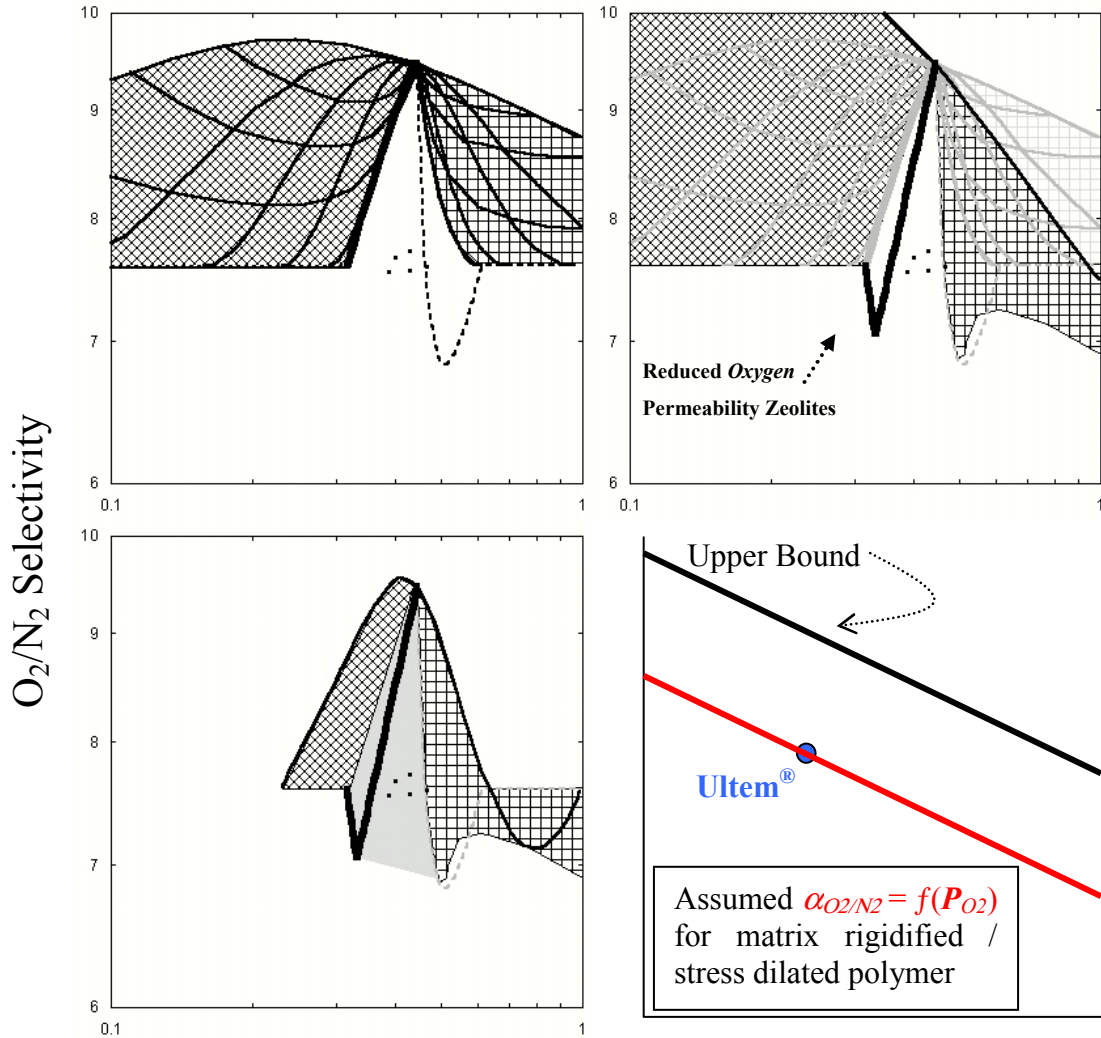 O2/N2 Selectivity
10
9
8
7
6
0.1
1
10
9
8
7
6
0.1
1
Reduced Oxygen
Permeability Zeolites
10
9
8
7
6
0.1
1
Upper Bound
Ultem®
Assumed αO2/N2 = f(PO2)
for matrix rigidified /
stress dilated polymer